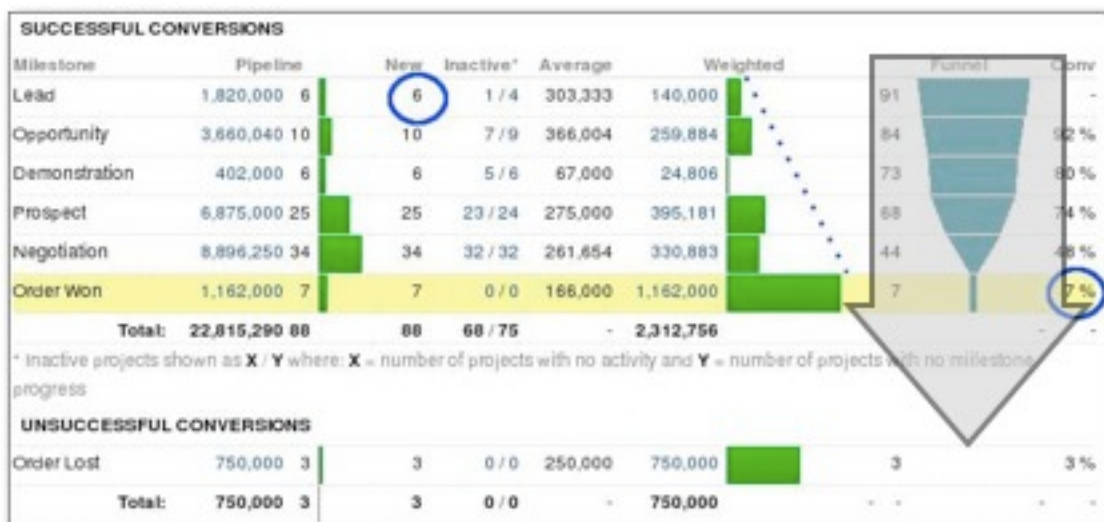 SUCCESSFUL CONVERSIONS
Milestone Pipeline New Inactive* Average Weighted Funnel Conv
Lead 1,820,000 6 6 1 / 4 303,333 140,000 91 -
Opportunity 3,660,040 10 10 7 / 9 366,004 259,884 84 92 %
Demonstration 402,000 6 6 5 / 6 67,000 24,806 73 80 %
Prospect 6,875,000 25 25 23 / 24 275,000 395,181 68 74 %
Negotiation 8,896,250 34 34 32 / 32 261,654 330,883 44 48 %
Order Won 1,162,000 7 7 0 / 0 166,000 1,162,000 7 7 %
Total: 22,815,290 88 88 68 / 75 - 2,312,756 - -
* Inactive projects shown as X / Y where: X = number of projects with no activity and Y = number of projects with no millestone
progress
UNSUCCESSFUL CONVERSIONS
Order Lost 750,000 3 3 0 / 0 250,000 750,000 3 3 %
Total: 750,000 3 3 0 / 0 - 750,000 - - - -